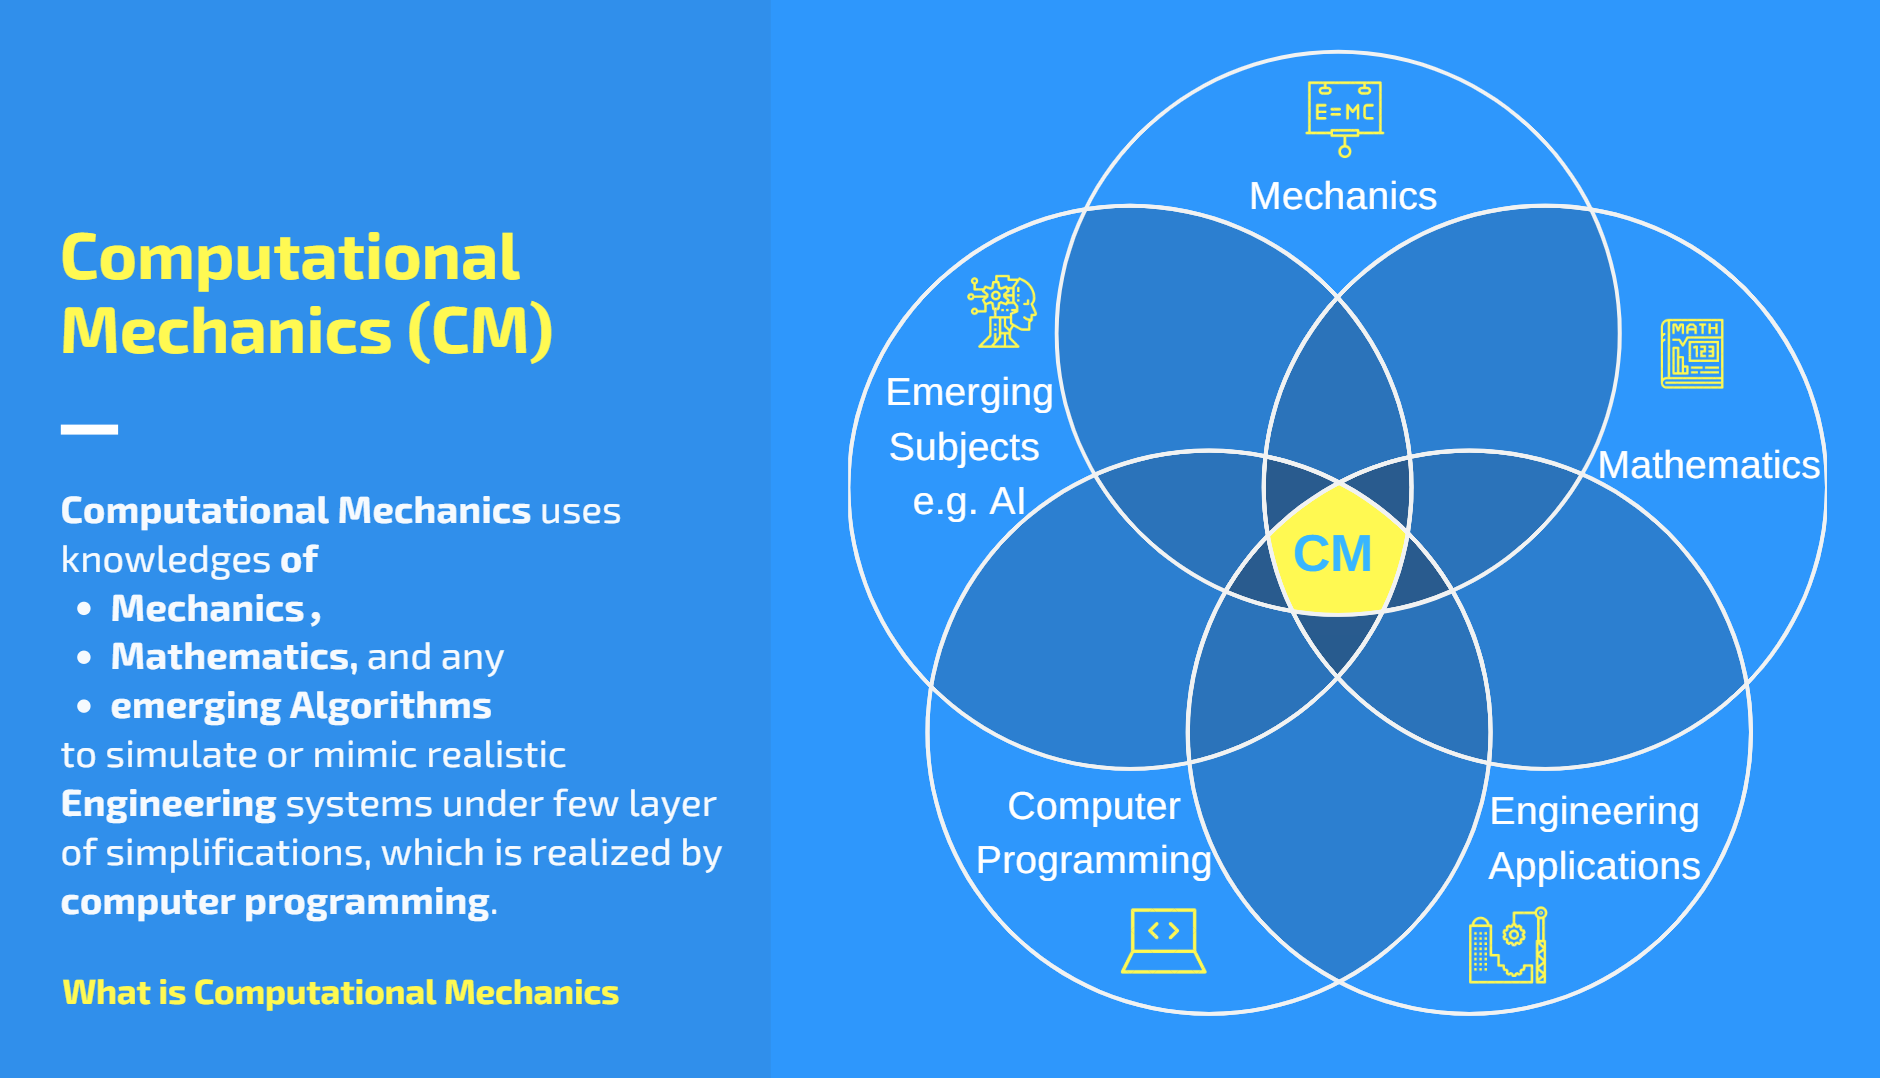 Computational
Mechanics (CM)
Computational Mechanics uses
knowledges of
• Mechanics ,
• Mathematics, and any
• emerging Algorithms
to simulate or mimic realistic
Engineering systems under few layer
of simplifications, which is realized by
computer programming.
What is Computational Mechanics
E=MC
Mechanics
Emerging
Subjects
e.g. AI
MATH
123
Mathematics
CM
Computer
Programming
< >
Engineering
Applications